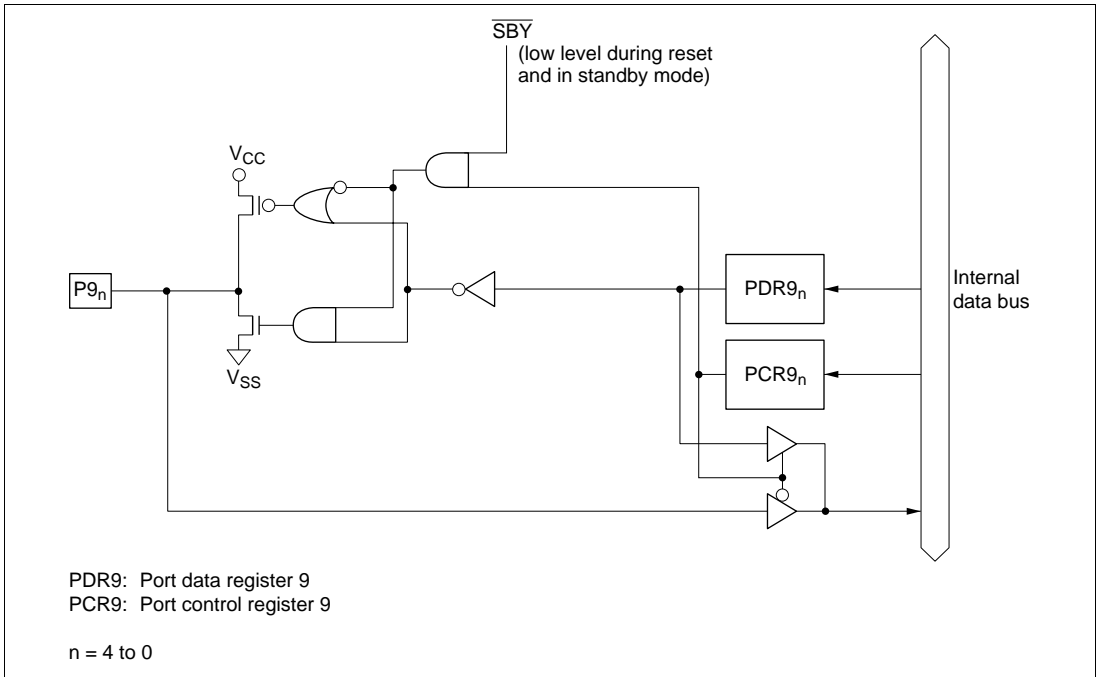 SBY
(low level during reset
and in standby mode)
VCC
P9n
VSS
PDR9n
PCR9n
Internal
data bus
PDR9: Port data register 9
PCR9: Port control register 9
n = 4 to 0